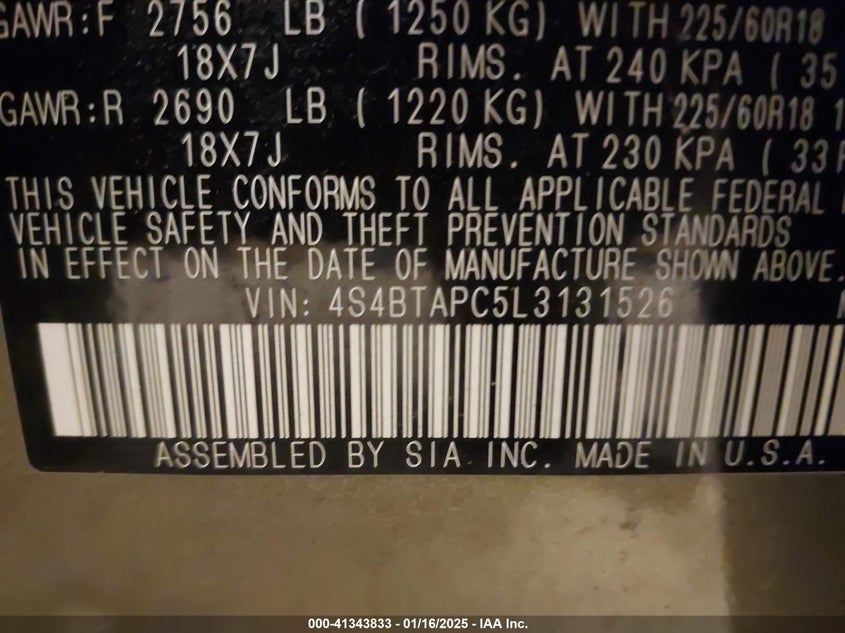 GAWR:F 2756 LB ( 1250 KG) WITH 225/60R18
18X7J RIMS. AT 240 KPA ( 35
GAWR:R 2690 LB ( 1220 KG) WITH 225/60R18 1
18X7J RIMS. AT 230 KPA ( 33
THIS VEHICLE CONFORMS TO ALL APPLICABLE FEDERAL
VEHICLE SAFETY AND THEFT PREVENTION STANDARDS
IN EFFECT ON THE DATE OF MANUFACTURE SHOWN ABOVE.
VIN: 4S4BTAPC5L3131526
ASSEMBLED BY SIA INC. MADE IN U.S.A.
000-41343833 - 01/16/2025 - IAA Inc.